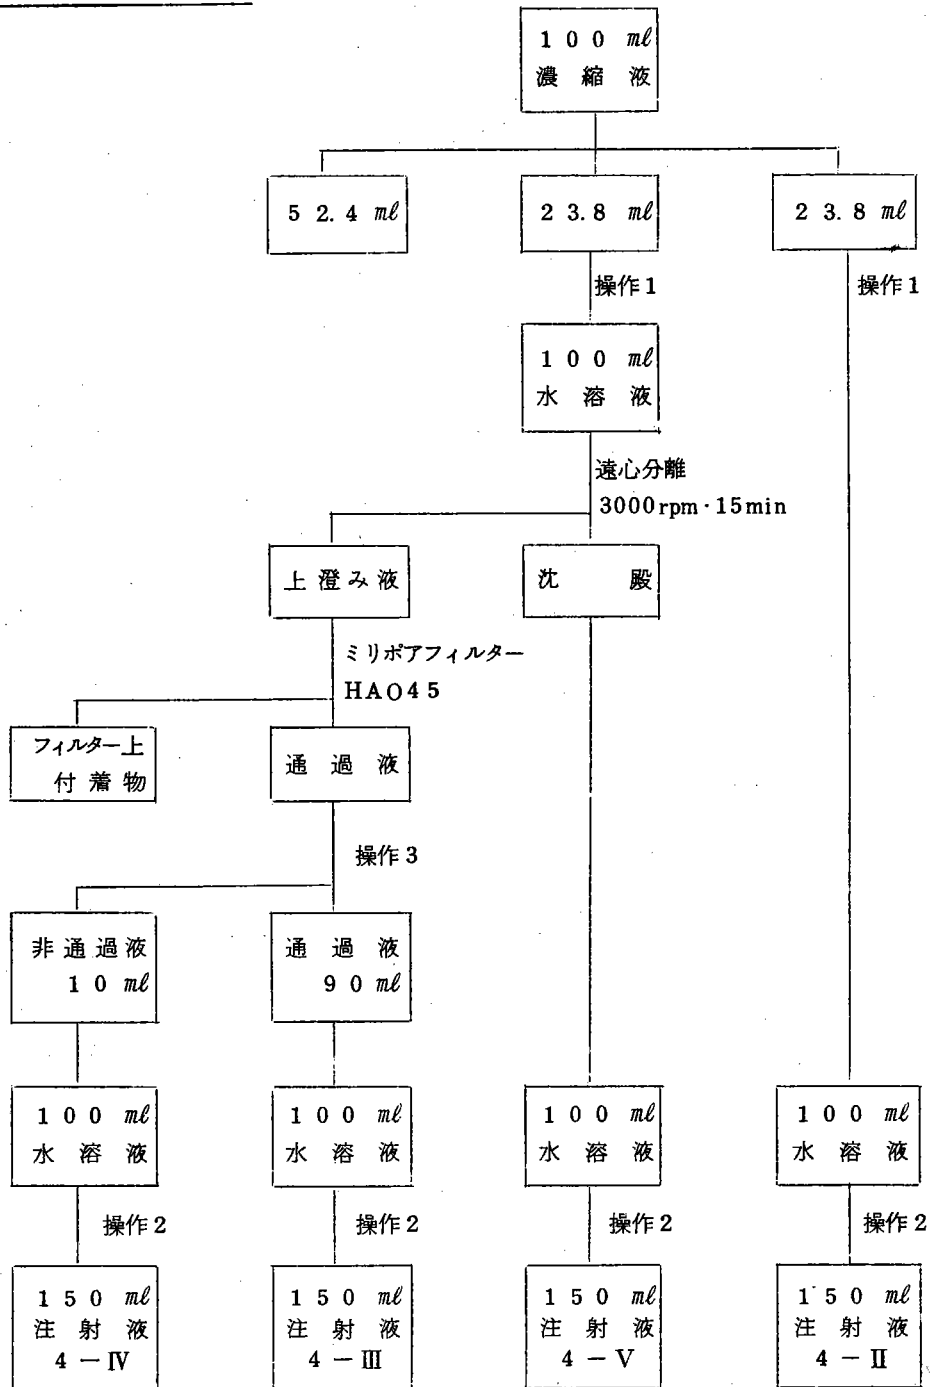 100 ml
濃縮液
52.4 ml
23.8 ml
23.8 ml
操作1
操作1
100 ml
水溶液
遠心分離
3000rpm・15min
上澄み液
沈殿
ミリポアフィルター
HAO45
フィルター上
付着物
通過液
操作3
非通過液
10 ml
通過液
90 ml
100 ml
水溶液
100 ml
水溶液
100 ml
水溶液
100 ml
水溶液
操作2
操作2
操作2
操作2
150 ml
注射液
4－Ⅳ
150 ml
注射液
4－Ⅲ
150 ml
注射液
4－Ⅴ
150 ml
注射液
4－Ⅱ